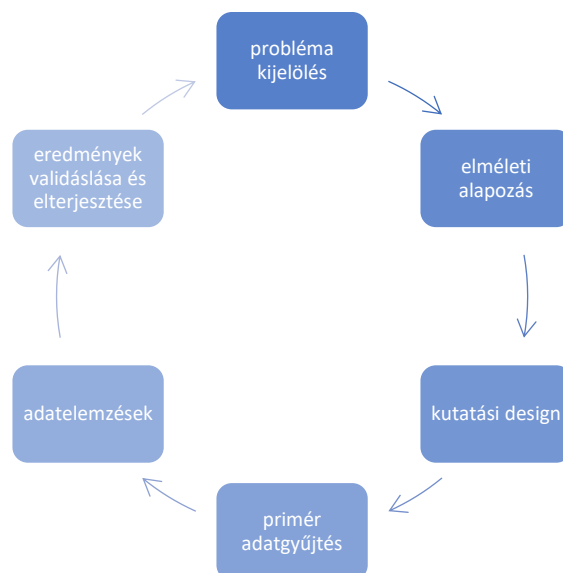 probléma
kijelölés
elméleti
alapozás
kutatási design
primér
adatgyűjtés
adatelemzések
eredmények
validáslása és
elterjesztése